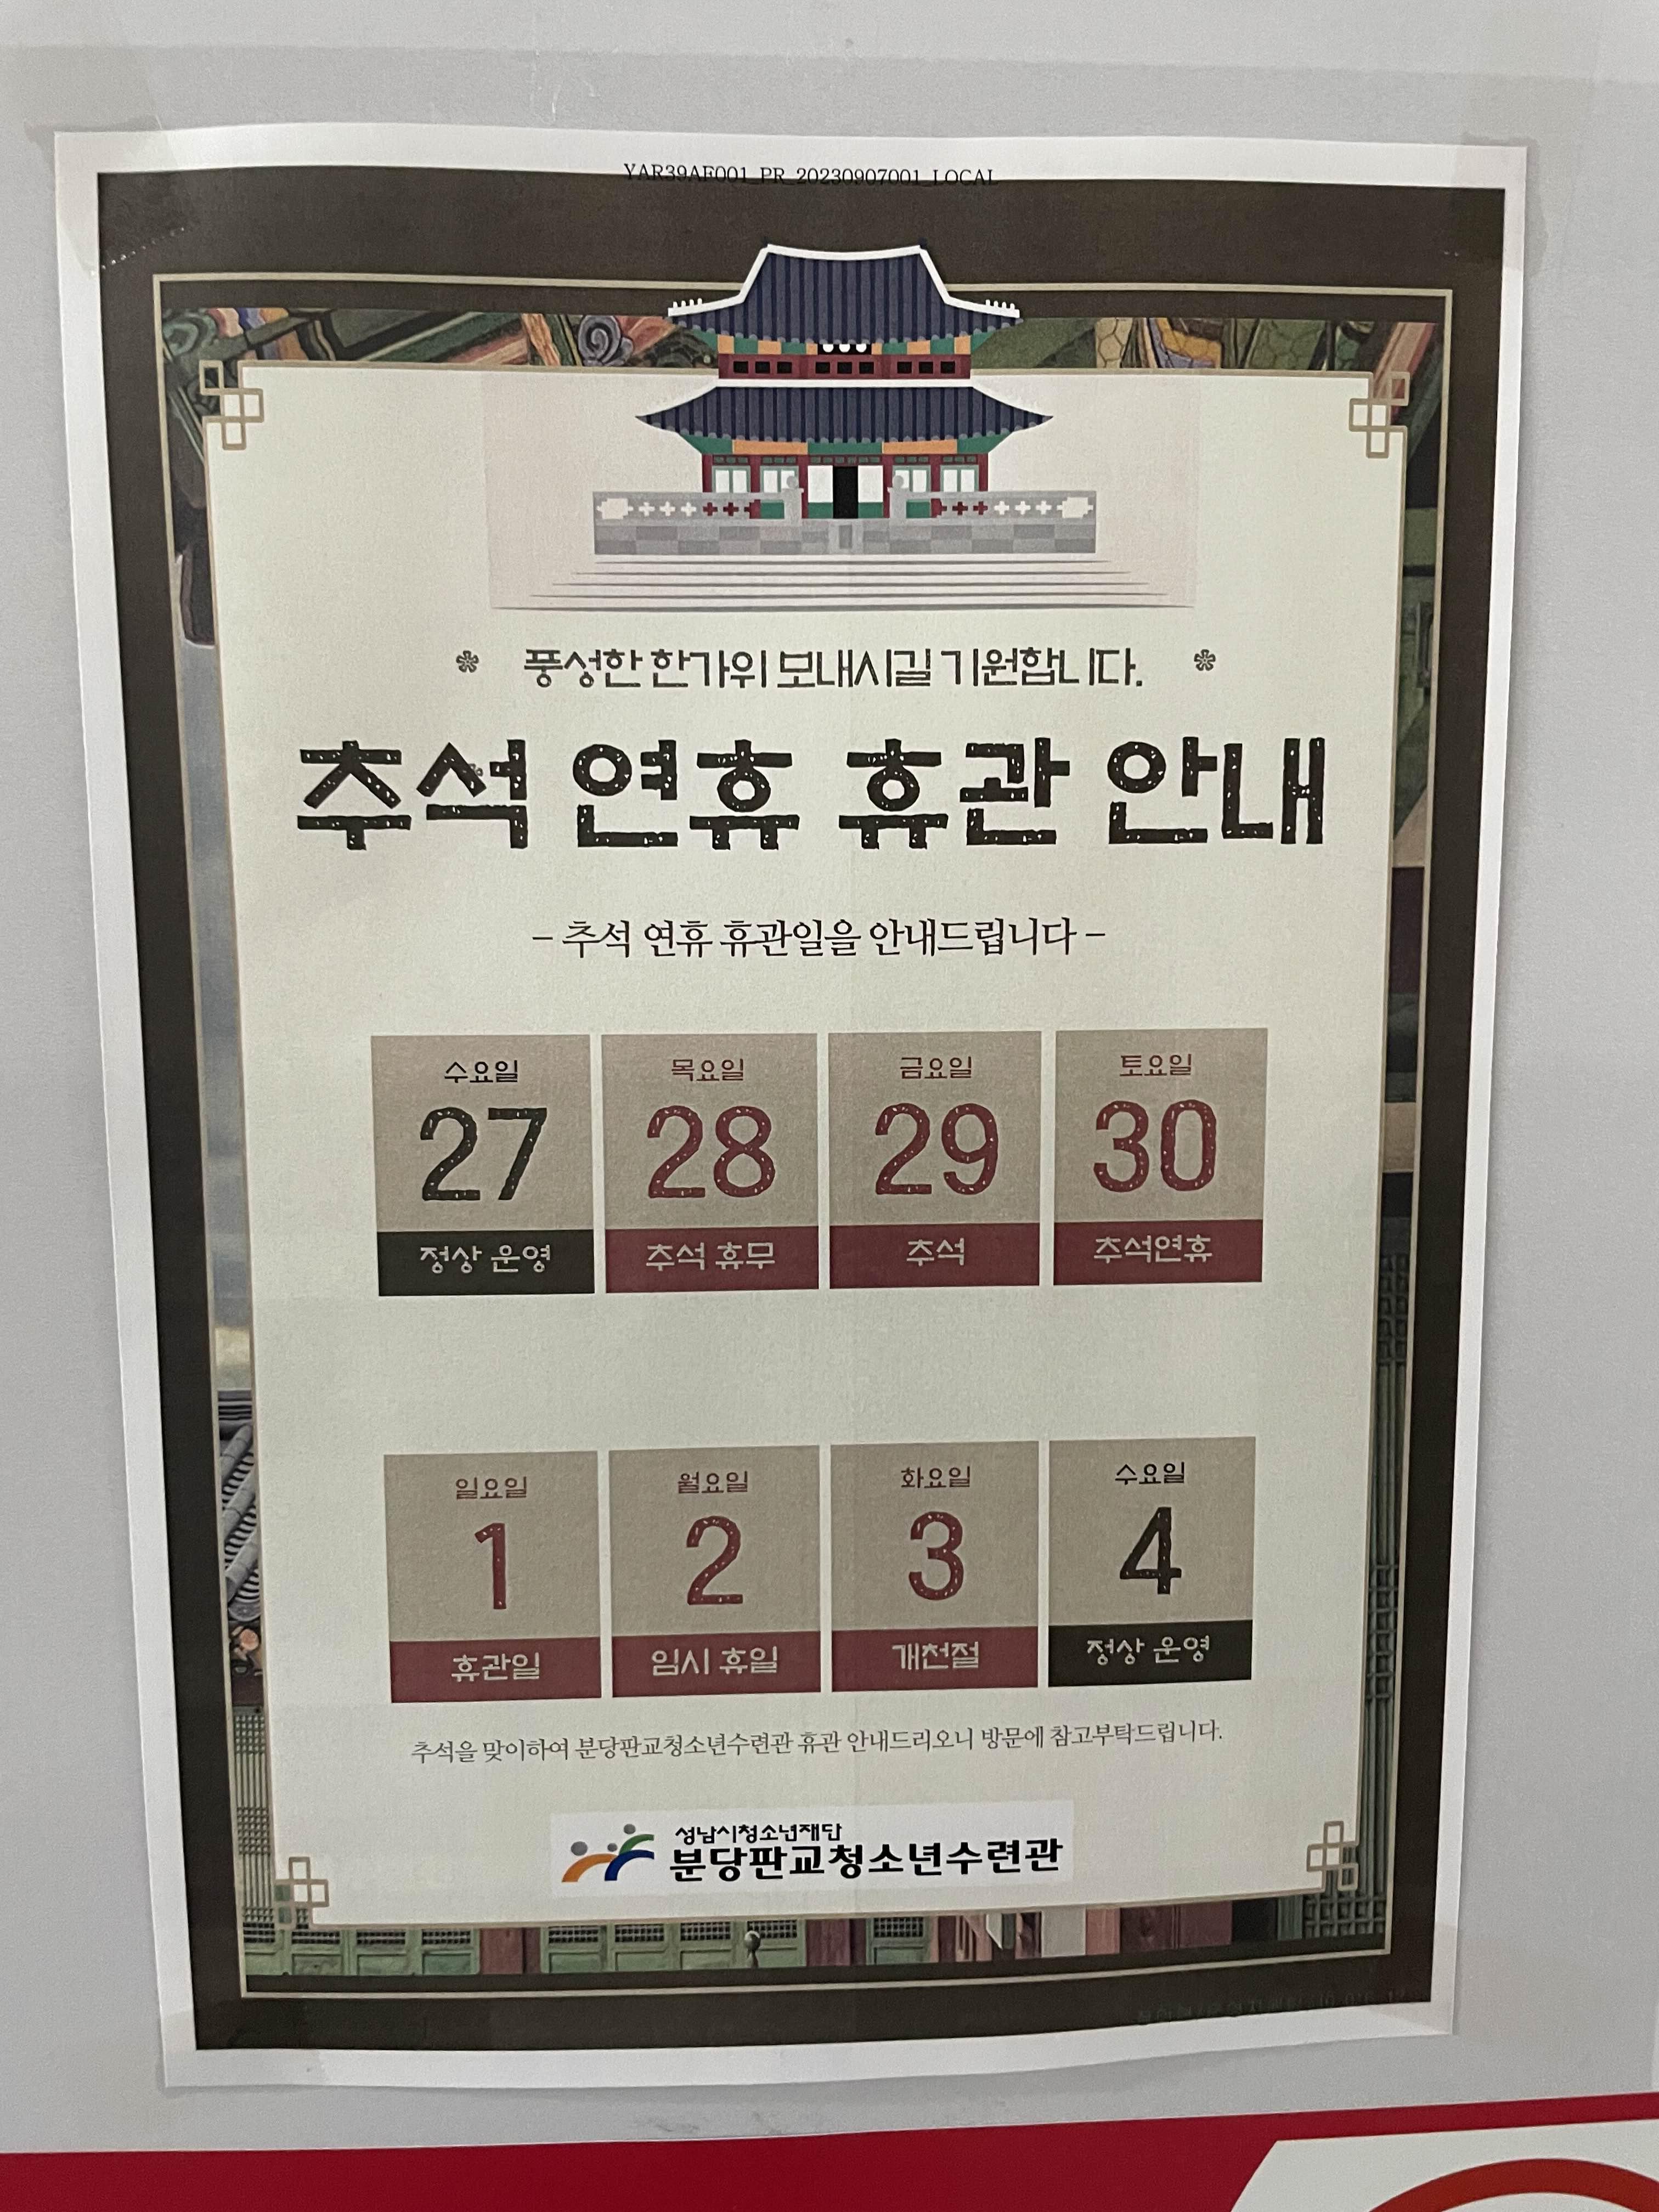 YAR39AF001_PR_20230907001_LOCAL
풍성한 한가위 보내시길 기원합니다.
추석 연휴 휴관 안내
- 추석 연휴 휴관일을 안내드립니다 -
수요일 목요일 금요일 토요일
27 28 29 30
정상 운영 추석 휴무 추석 추석연휴
일요일 월요일 화요일 수요일
1 2 3 4
휴관일 임시 휴일 개천절 정상 운영
추석을 맞이하여 분당판교청소년수련관 휴관 안내드리오니 방문에 참고부탁드립니다.
성남시청소년재단
분당판교청소년수련관